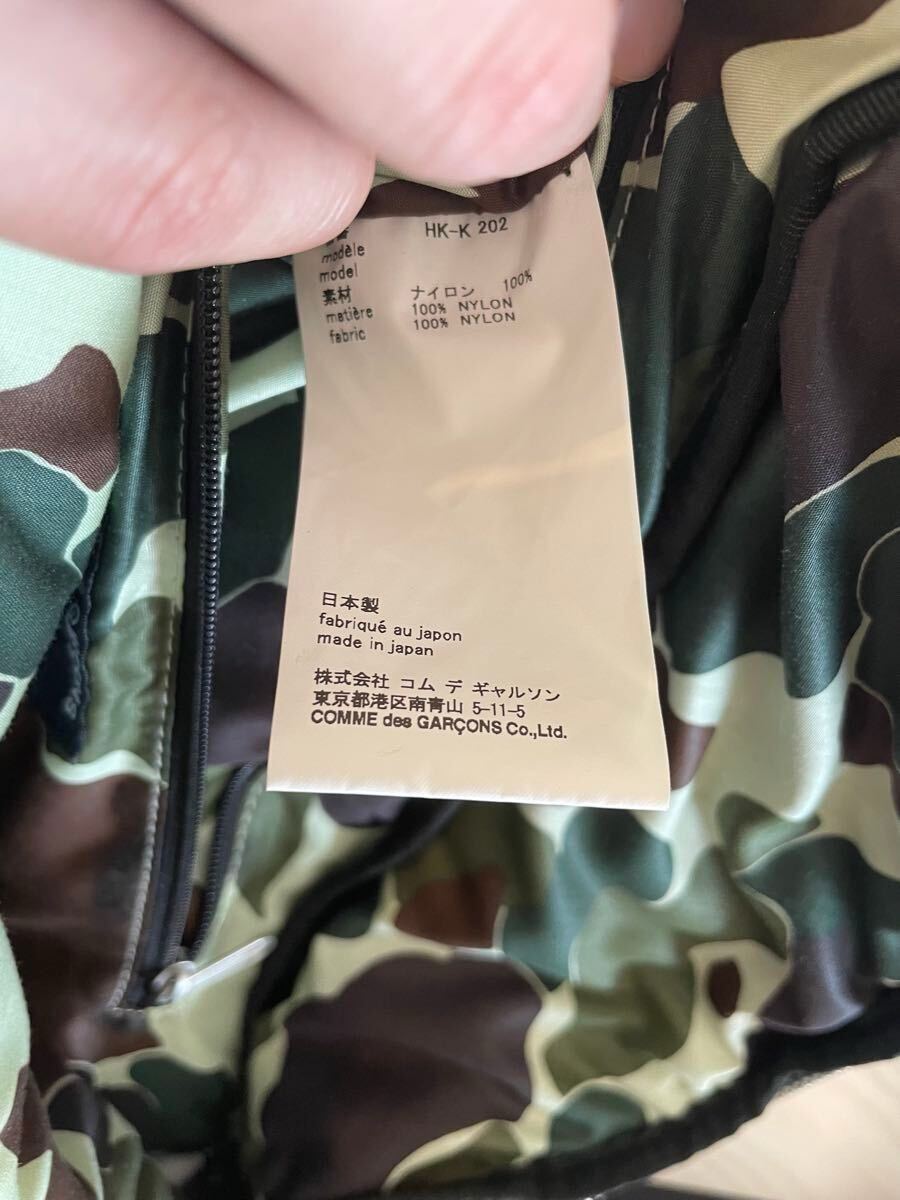 HK-K 202
modèle
model
素材 ナイロン 100%
matière 100% NYLON
fabric 100% NYLON
日本製
fabriqué au japon
made in japan
株式会社 コム デ ギャルソン
東京都港区南青山 5-11-5
COMME des GARÇONS Co.,Ltd.